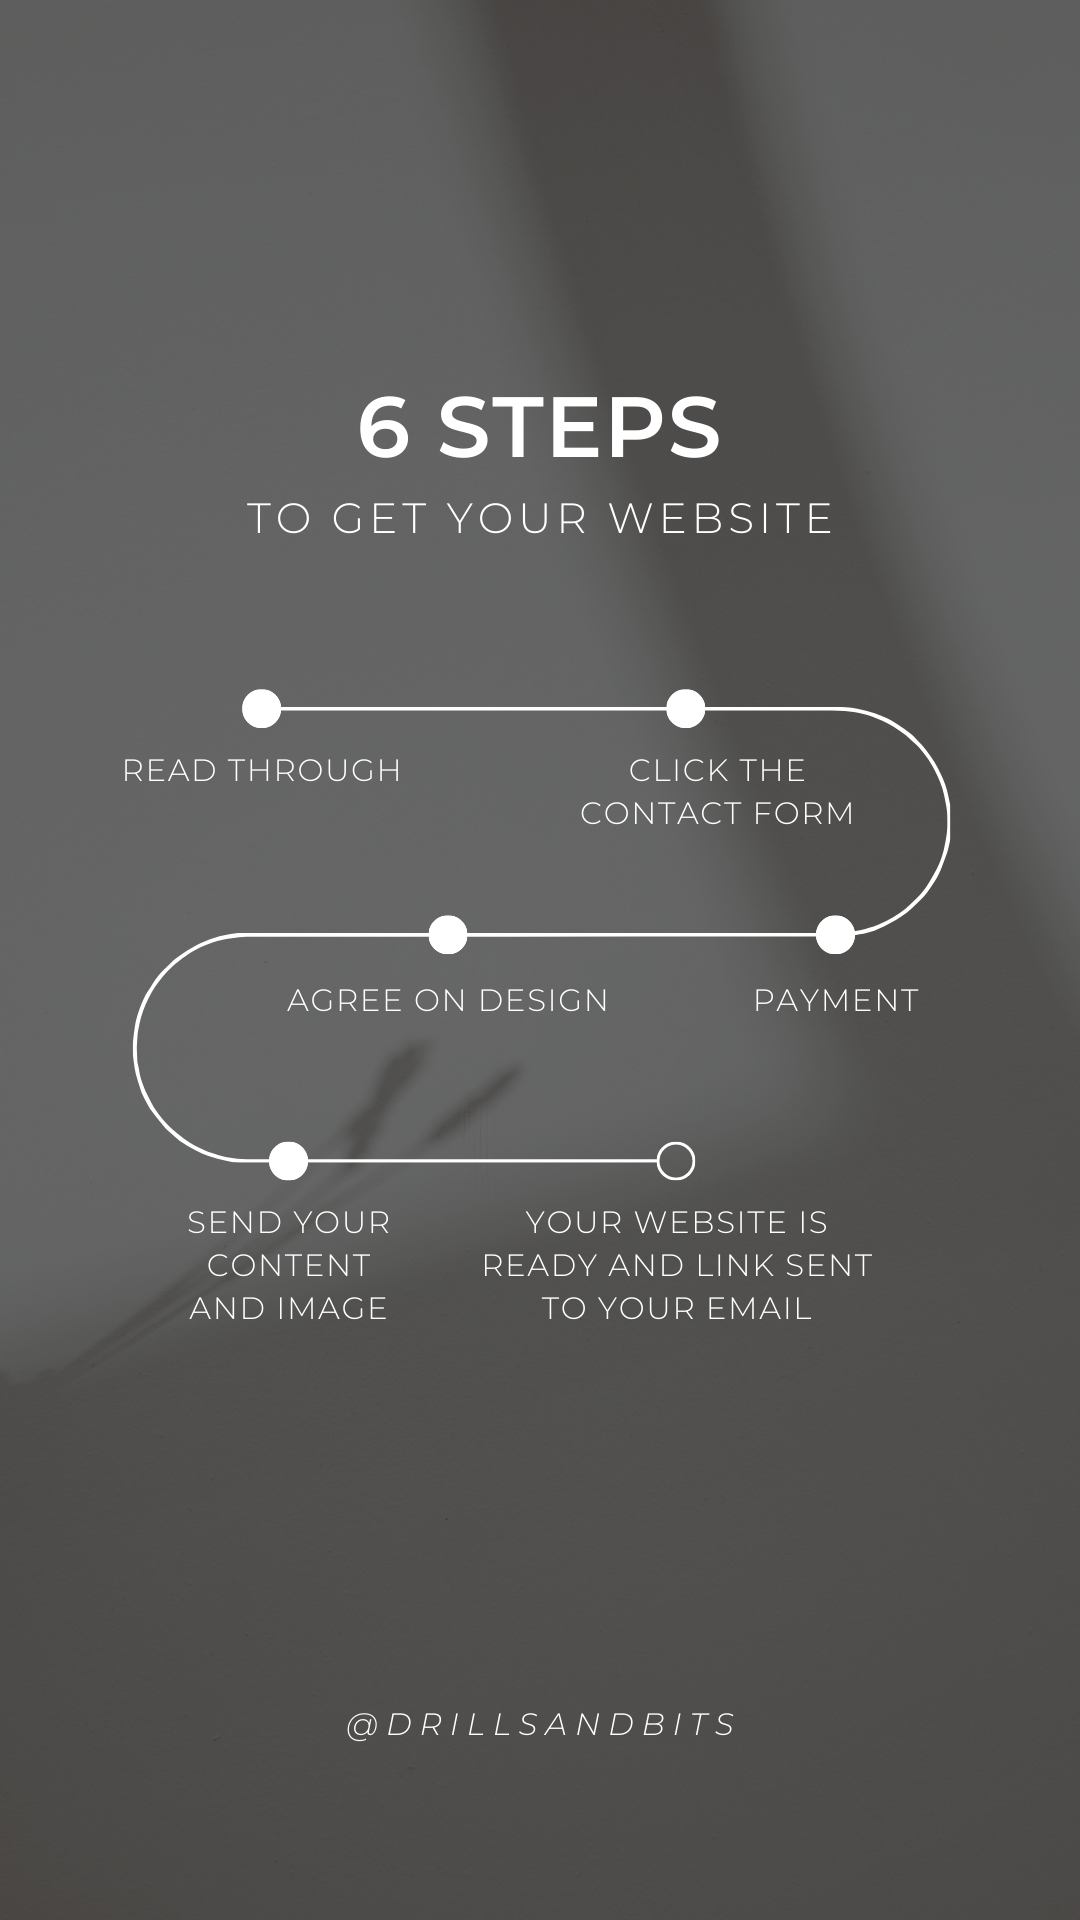 6 STEPS
TO GET YOUR WEBSITE
READ THROUGH
CLICK THE
CONTACT FORM
PAYMENT
AGREE ON DESIGN
SEND YOUR
CONTENT
AND IMAGE
YOUR WEBSITE IS
READY AND LINK SENT
TO YOUR EMAIL
@DRILLSANDBITS